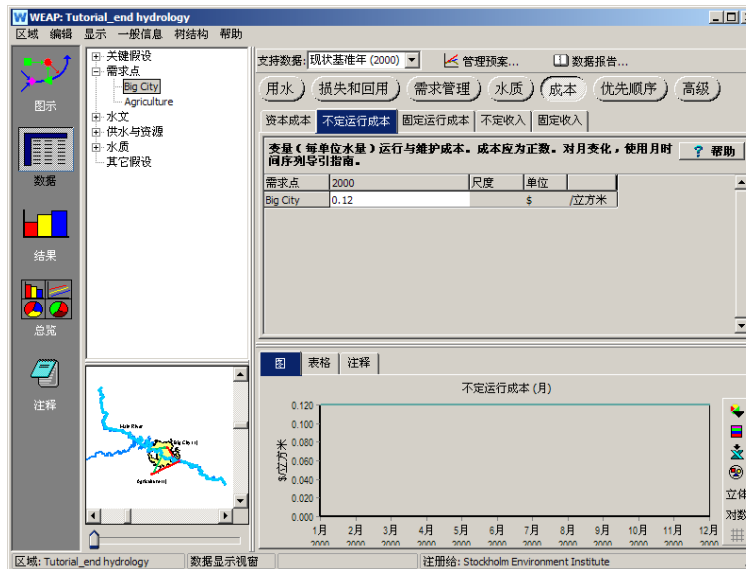 WEAP: Tutorial_end hydrology
区域 编辑 显示 一般信息 树结构 帮助
图示
数据
结果
总览
注释
关键假设
需求点
Big City
Agriculture
水文
供水与资源
水质
其它假设
Main River
Big City
Agriculture
支持数据: 现状基准年 (2000) 管理预案... 数据报告...
用水 损失和回用 需求管理 水质 成本 优先顺序 高级
资本成本 不定运行成本 固定运行成本 不定收入 固定收入
变量(每单位水量)运行与维护成本。成本应为正数。对月变化,使用月时
间序列导引指南。
? 帮助
需求点 2000 尺度 单位
Big City 0.12 $ /立方米
图 表格 注释
不定运行成本 (月)
$/立方米
0.120
0.100
0.080
0.060
0.040
0.020
0.000
1月 2月 3月 4月 5月 6月 7月 8月 9月 10月 11月 12月
2000 2000 2000 2000 2000 2000 2000 2000 2000 2000 2000 2000
立体
对数
区域: Tutorial_end hydrology 数据显示视窗 注册给: Stockholm Environment Institute